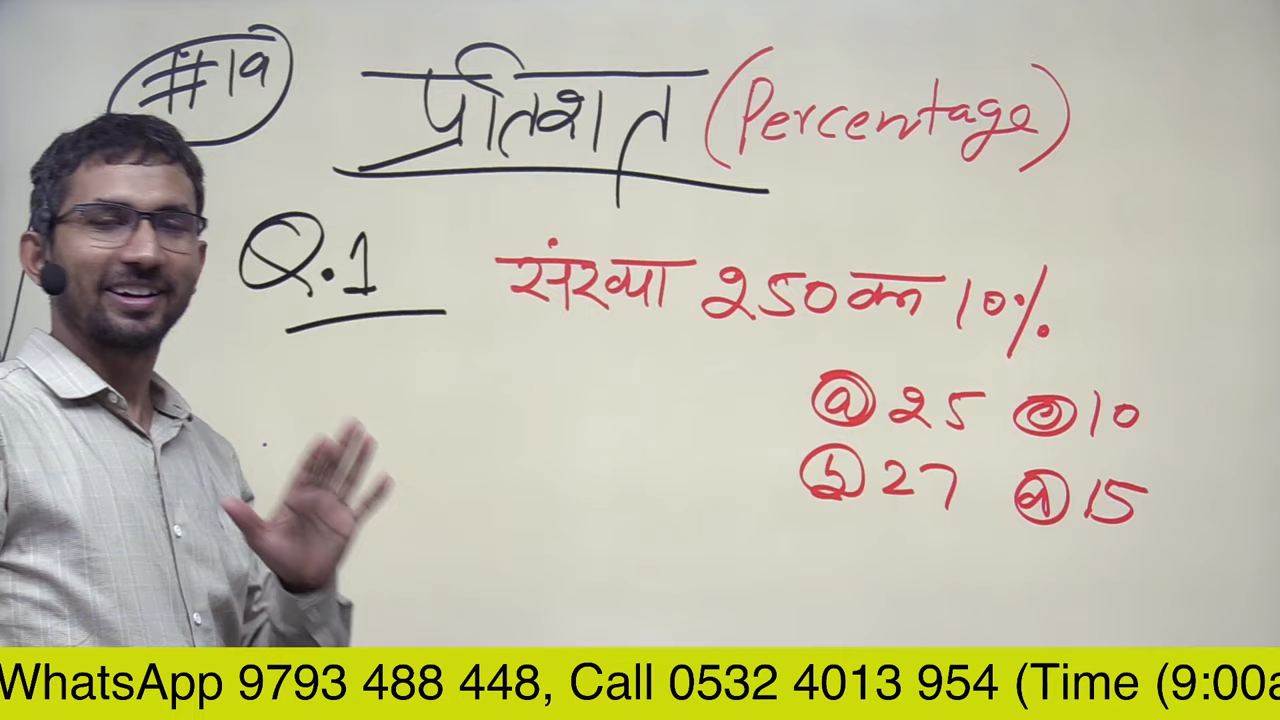 #19
प्रतिशत (Percentage)
Q.1 संख्या 250 का 10%
a 25 c 10
b 27 d 15
WhatsApp 9793 488 448, Call 0532 4013 954 (Time (9:00a